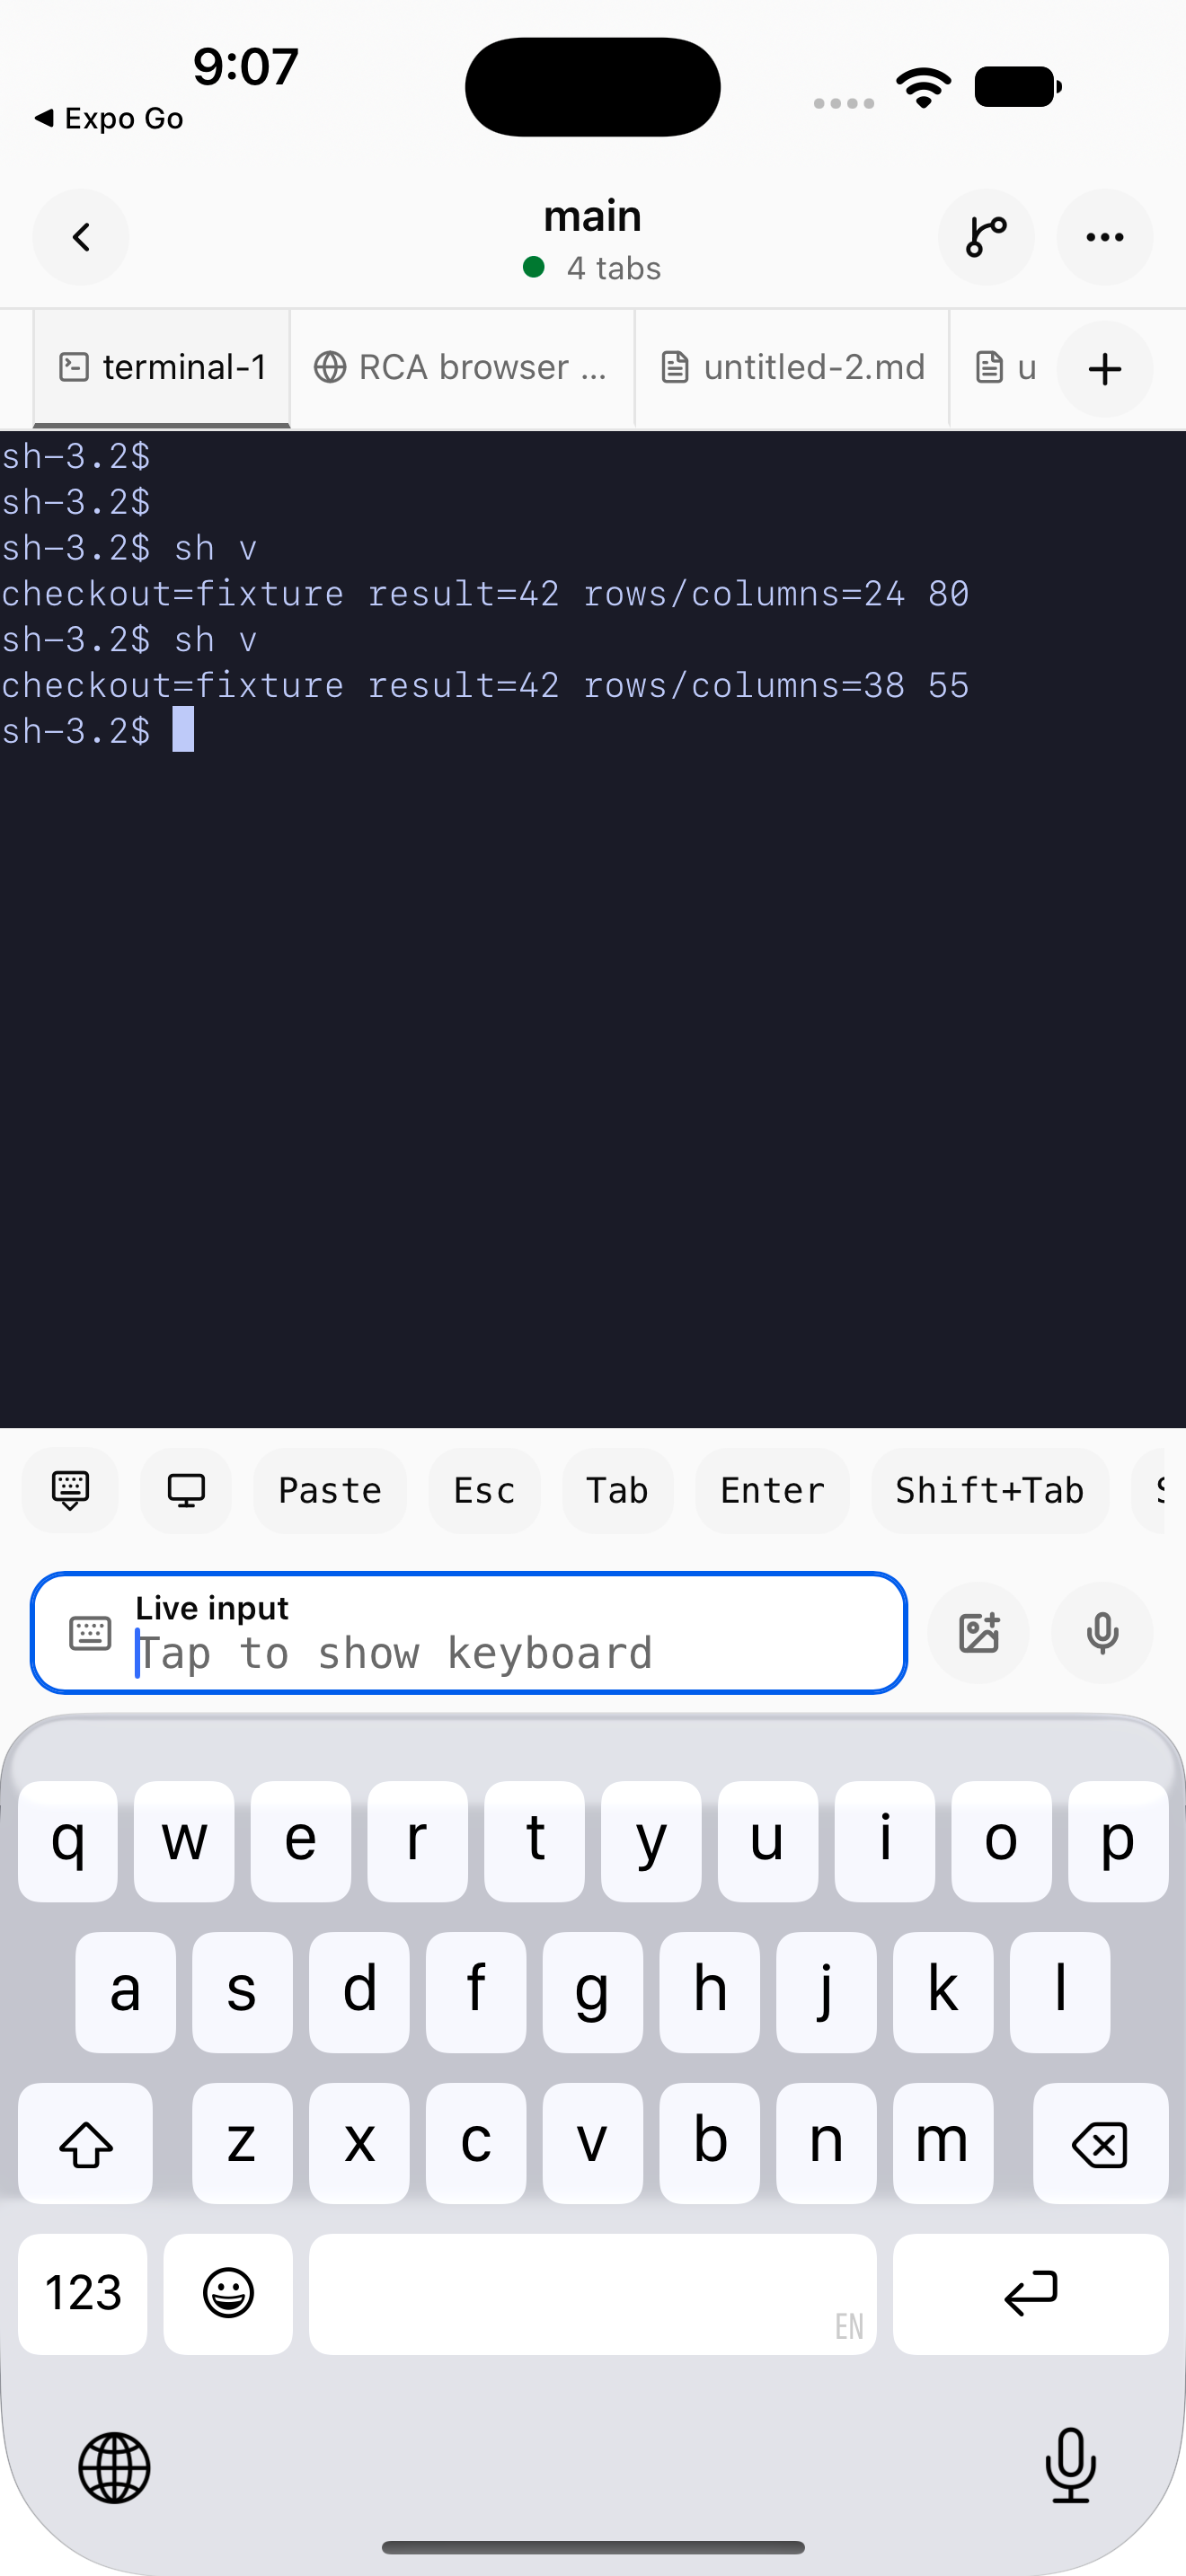 9:07
Expo Go
main
4 tabs
terminal-1
RCA browser ...
untitled-2.md
u
sh-3.2$
sh-3.2$
sh-3.2$ sh v
checkout=fixture result=42 rows/columns=24 80
sh-3.2$ sh v
checkout=fixture result=42 rows/columns=38 55
sh-3.2$
Paste Esc Tab Enter Shift+Tab
Live input
Tap to show keyboard
q w e r t y u i o p
a s d f g h j k l
z x c v b n m
123
EN